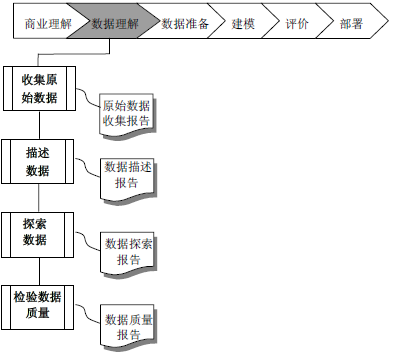 商业理解 数据理解 数据准备 建模 评价 部署
收集原
始数据
原始数据
收集报告
描述
数据
数据描述
报告
探索
数据
数据探索
报告
检验数据
质量
数据质量
报告